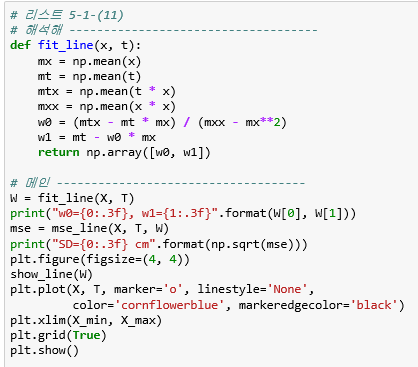 # 리스트 5-1-(11)
# 해석해 ------------------------------------
def fit_line(x, t):
    mx = np.mean(x)
    mt = np.mean(t)
    mtx = np.mean(t * x)
    mxx = np.mean(x * x)
    w0 = (mtx - mt * mx) / (mxx - mx**2)
    w1 = mt - w0 * mx
    return np.array([w0, w1])

# 메인 ------------------------------------
W = fit_line(X, T)
print("w0={0:.3f}, w1={1:.3f}".format(W[0], W[1]))
mse = mse_line(X, T, W)
print("SD={0:.3f} cm".format(np.sqrt(mse)))
plt.figure(figsize=(4, 4))
show_line(W)
plt.plot(X, T, marker='o', linestyle='None',
         color='cornflowerblue', markeredgecolor='black')
plt.xlim(X_min, X_max)
plt.grid(True)
plt.show()